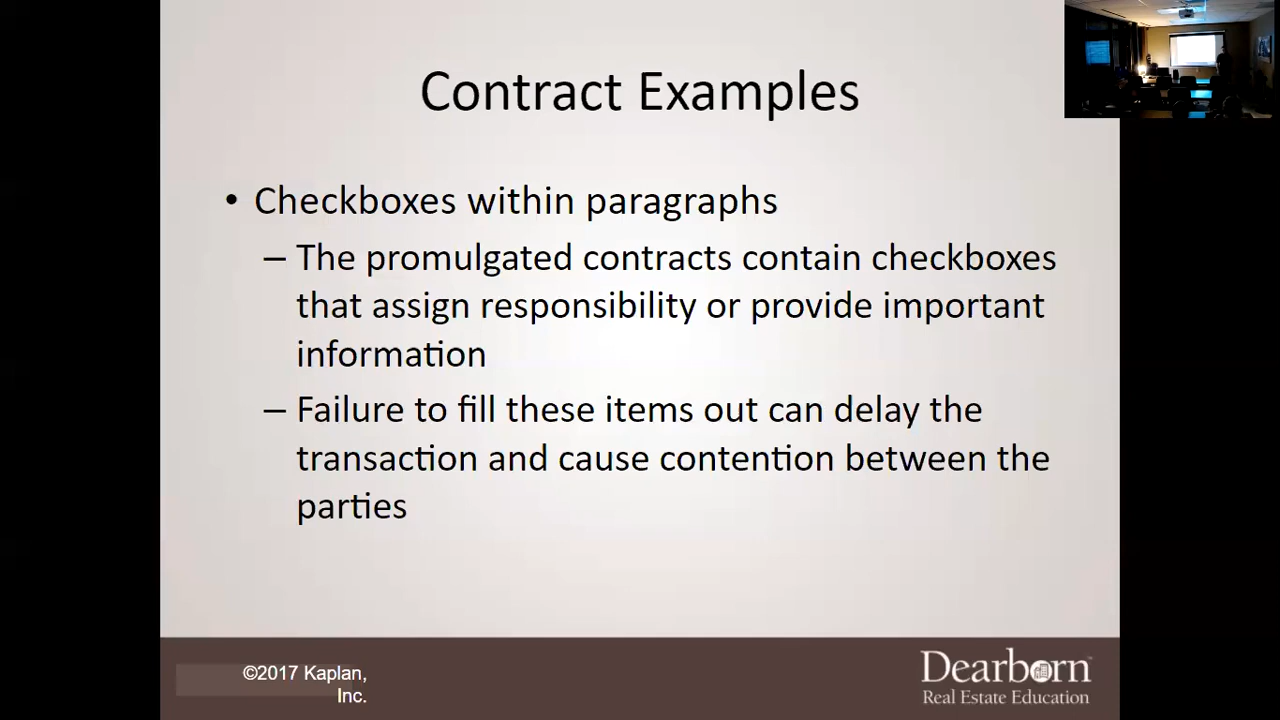 Contract Examples
• Checkboxes within paragraphs
– The promulgated contracts contain checkboxes
that assign responsibility or provide important
information
– Failure to fill these items out can delay the
transaction and cause contention between the
parties
©2017 Kaplan,
Inc.
Dearborn™
Real Estate Education